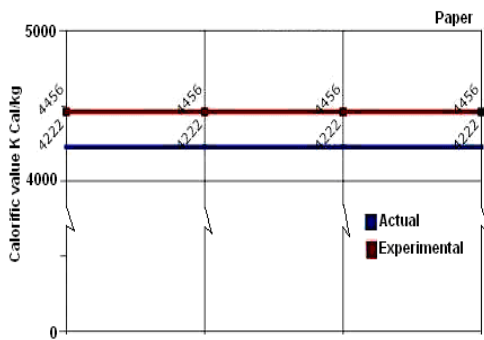 Paper
5000
4456 4456 4456 4456
4222 4222 4222 4222
4000
0
Calorific value K Cal/kg
Actual
Experimental